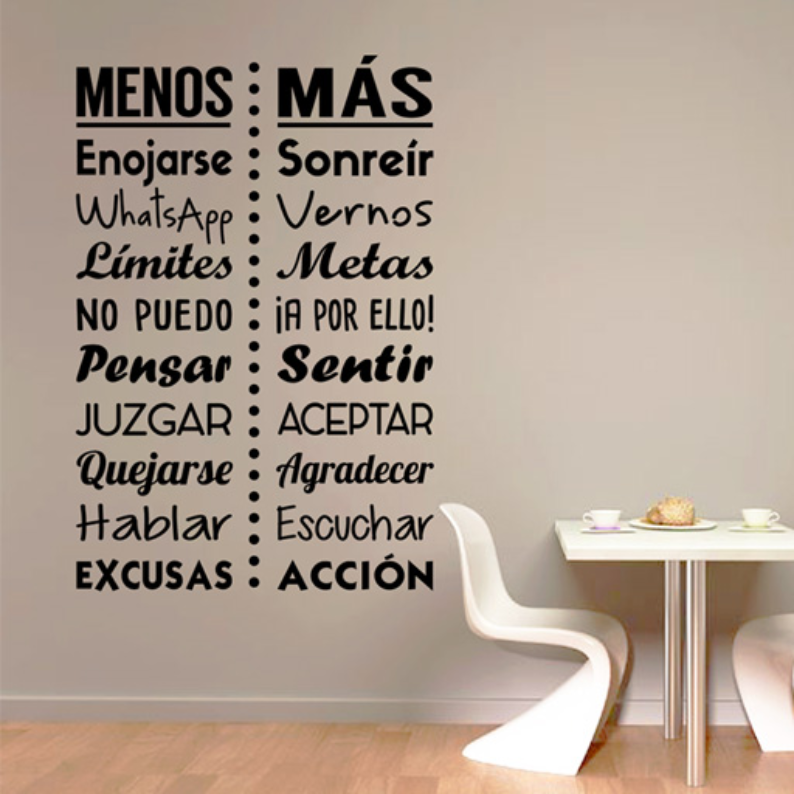 MENOS MÁS
Enojarse Sonreír
WhatsApp Vernos
Límites Metas
NO PUEDO ¡A POR ELLO!
Pensar Sentir
JUZGAR ACEPTAR
Quejarse Agradecer
Hablar Escuchar
EXCUSAS ACCIÓN